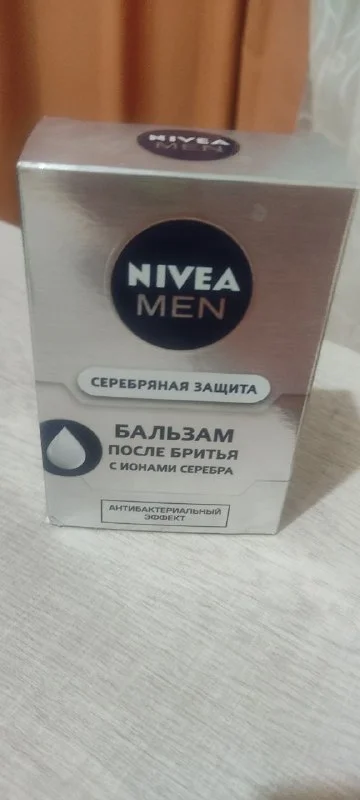 NIVEA
MEN
NIVEA
MEN
СЕРЕБРЯНАЯ ЗАЩИТА
БАЛЬЗАМ
ПОСЛЕ БРИТЬЯ
С ИОНАМИ СЕРЕБРА
АНТИБАКТЕРИАЛЬНЫЙ
ЭФФЕКТ